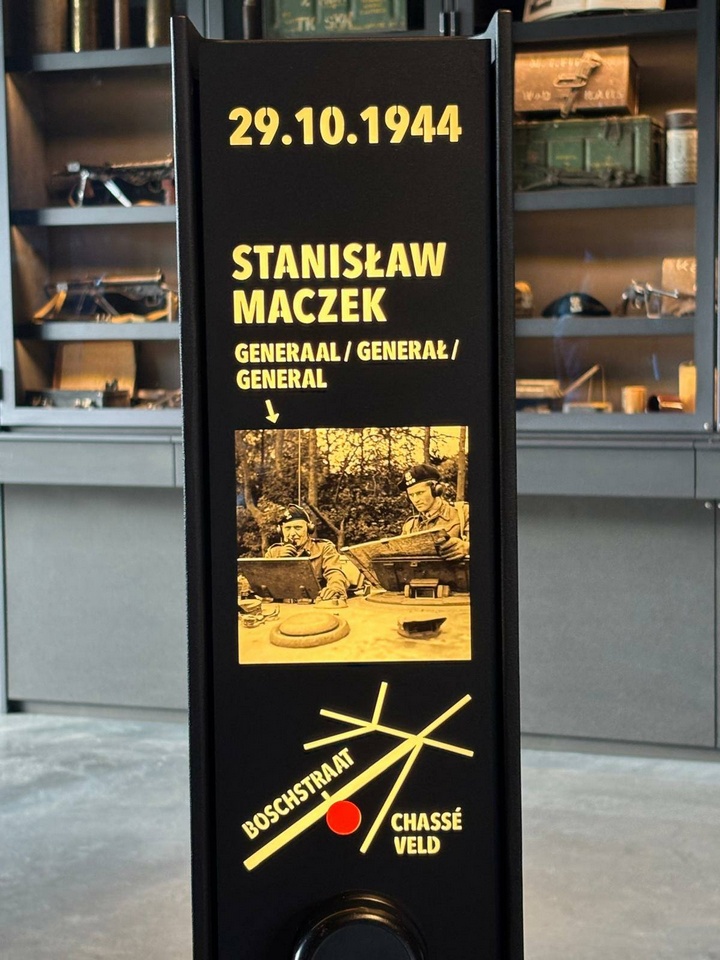 29.10.1944
STANISŁAW
MACZEK
GENERAAL / GENERAŁ /
GENERAL
BOSCHSTRAAT
CHASSÉ
VELD